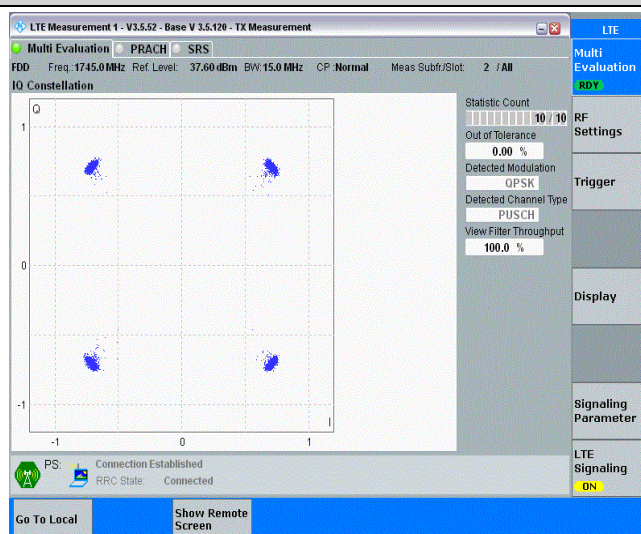 LTE Measurement 1 - V3.5.52 - Base V 3.5.120 - TX Measurement
LTE
Multi Evaluation PRACH SRS
FDD Freq.:1745.0 MHz Ref. Level: 37.60 dBm BW:15.0 MHz CP :Normal Meas Subfr/Slot: 2 / All
IQ Constellation
Q
1
0
-1
-1 0 1
I
Statistic Count
10 / 10
Out of Tolerance
0.00 %
Detected Modulation
QPSK
Detected Channel Type
PUSCH
View Filter Throughput
100.0 %
Multi
Evaluation
RDY
RF
Settings
Trigger
Display
Signaling
Parameter
LTE
Signaling
ON
PS: Connection Established
RRC State: Connected
Go To Local
Show Remote
Screen